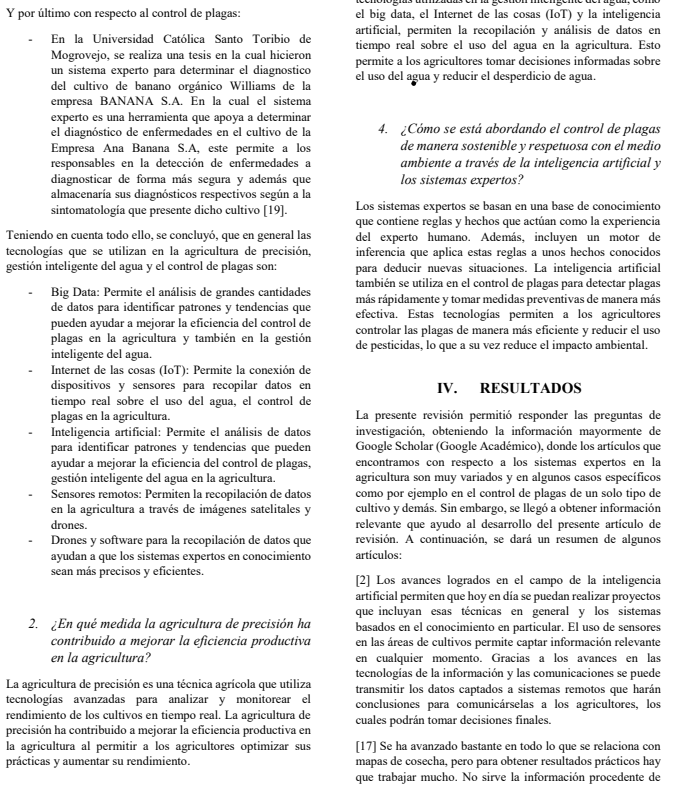 Y por último con respecto al control de plagas:
- En la Universidad Católica Santo Toribio de
Mogrovejo, se realiza una tesis en la cual hicieron
un sistema experto para determinar el diagnostico
del cultivo de banano orgánico Williams de la
empresa BANANA S.A. En la cual el sistema
experto es una herramienta que apoya a determinar
el diagnóstico de enfermedades en el cultivo de la
Empresa Ana Banana S.A, este permite a los
responsables en la detección de enfermedades a
diagnosticar de forma más segura y además que
almacenaría sus diagnósticos respectivos según a la
sintomatología que presente dicho cultivo [19].
Teniendo en cuenta todo ello, se concluyó, que en general las
tecnologías que se utilizan en la agricultura de precisión,
gestión inteligente del agua y el control de plagas son:
- Big Data: Permite el análisis de grandes cantidades
de datos para identificar patrones y tendencias que
pueden ayudar a mejorar la eficiencia del control de
plagas en la agricultura y también en la gestión
inteligente del agua.
- Internet de las cosas (IoT): Permite la conexión de
dispositivos y sensores para recopilar datos en
tiempo real sobre el uso del agua, el control de
plagas en la agricultura.
- Inteligencia artificial: Permite el análisis de datos
para identificar patrones y tendencias que pueden
ayudar a mejorar la eficiencia del control de plagas,
gestión inteligente del agua en la agricultura.
- Sensores remotos: Permiten la recopilación de datos
en la agricultura a través de imágenes satelitales y
drones.
- Drones y software para la recopilación de datos que
ayudan a que los sistemas expertos en conocimiento
sean más precisos y eficientes.
2. ¿En qué medida la agricultura de precisión ha
contribuido a mejorar la eficiencia productiva
en la agricultura?
La agricultura de precisión es una técnica agrícola que utiliza
tecnologías avanzadas para analizar y monitorear el
rendimiento de los cultivos en tiempo real. La agricultura de
precisión ha contribuido a mejorar la eficiencia productiva en
la agricultura al permitir a los agricultores optimizar sus
prácticas y aumentar su rendimiento.
tecnologías utilizadas en la gestión inteligente del agua, como
el big data, el Internet de las cosas (IoT) y la inteligencia
artificial, permiten la recopilación y análisis de datos en
tiempo real sobre el uso del agua en la agricultura. Esto
permite a los agricultores tomar decisiones informadas sobre
el uso del agua y reducir el desperdicio de agua.
4. ¿Cómo se está abordando el control de plagas
de manera sostenible y respetuosa con el medio
ambiente a través de la inteligencia artificial y
los sistemas expertos?
Los sistemas expertos se basan en una base de conocimiento
que contiene reglas y hechos que actúan como la experiencia
del experto humano. Además, incluyen un motor de
inferencia que aplica estas reglas a unos hechos conocidos
para deducir nuevas situaciones. La inteligencia artificial
también se utiliza en el control de plagas para detectar plagas
más rápidamente y tomar medidas preventivas de manera más
efectiva. Estas tecnologías permiten a los agricultores
controlar las plagas de manera más eficiente y reducir el uso
de pesticidas, lo que a su vez reduce el impacto ambiental.
IV. RESULTADOS
La presente revisión permitió responder las preguntas de
investigación, obteniendo la información mayormente de
Google Scholar (Google Académico), donde los artículos que
encontramos con respecto a los sistemas expertos en la
agricultura son muy variados y en algunos casos específicos
como por ejemplo en el control de plagas de un solo tipo de
cultivo y demás. Sin embargo, se llegó a obtener información
relevante que ayudo al desarrollo del presente artículo de
revisión. A continuación, se dará un resumen de algunos
artículos:
[2] Los avances logrados en el campo de la inteligencia
artificial permiten que hoy en día se puedan realizar proyectos
que incluyan esas técnicas en general y los sistemas
basados en el conocimiento en particular. El uso de sensores
en las áreas de cultivos permite captar información relevante
en cualquier momento. Gracias a los avances en las
tecnologías de la información y las comunicaciones se puede
transmitir los datos captados a sistemas remotos que harán
conclusiones para comunicárselas a los agricultores, los
cuales podrán tomar decisiones finales.
[17] Se ha avanzado bastante en todo lo que se relaciona con
mapas de cosecha, pero para obtener resultados prácticos hay
que trabajar mucho. No sirve la información procedente de